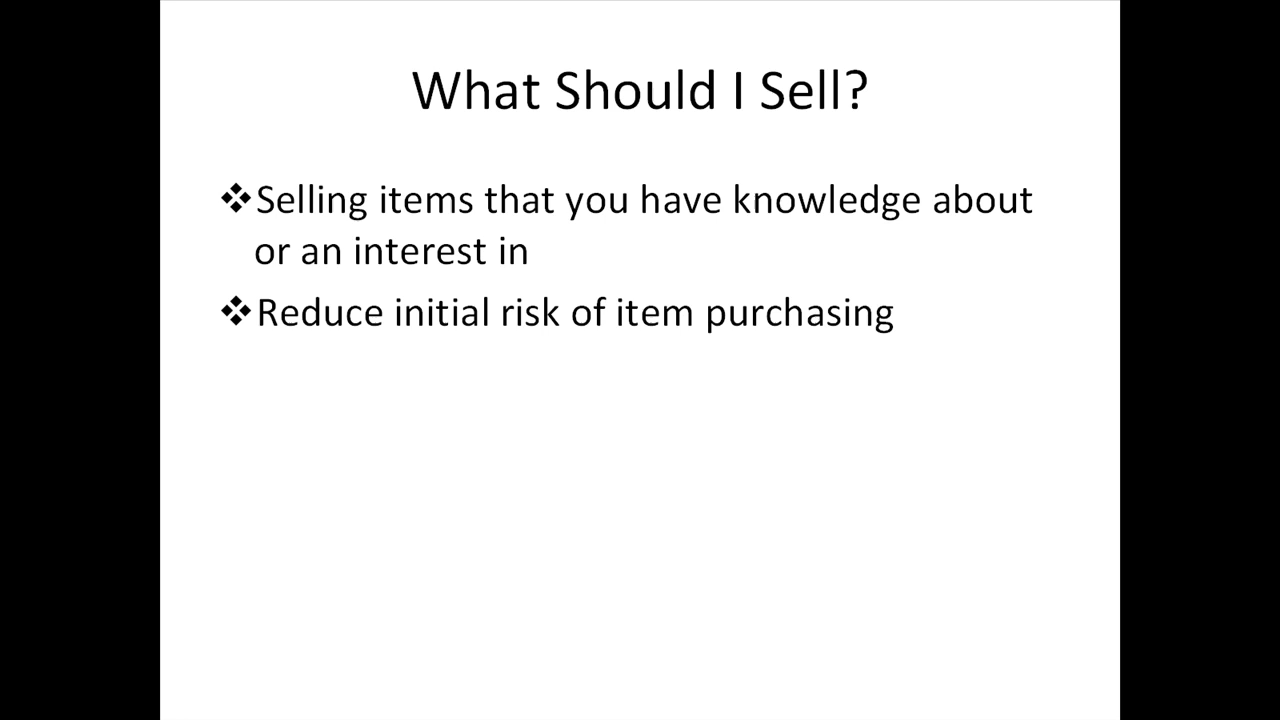 What Should I Sell?
❖Selling items that you have knowledge about
or an interest in
❖Reduce initial risk of item purchasing